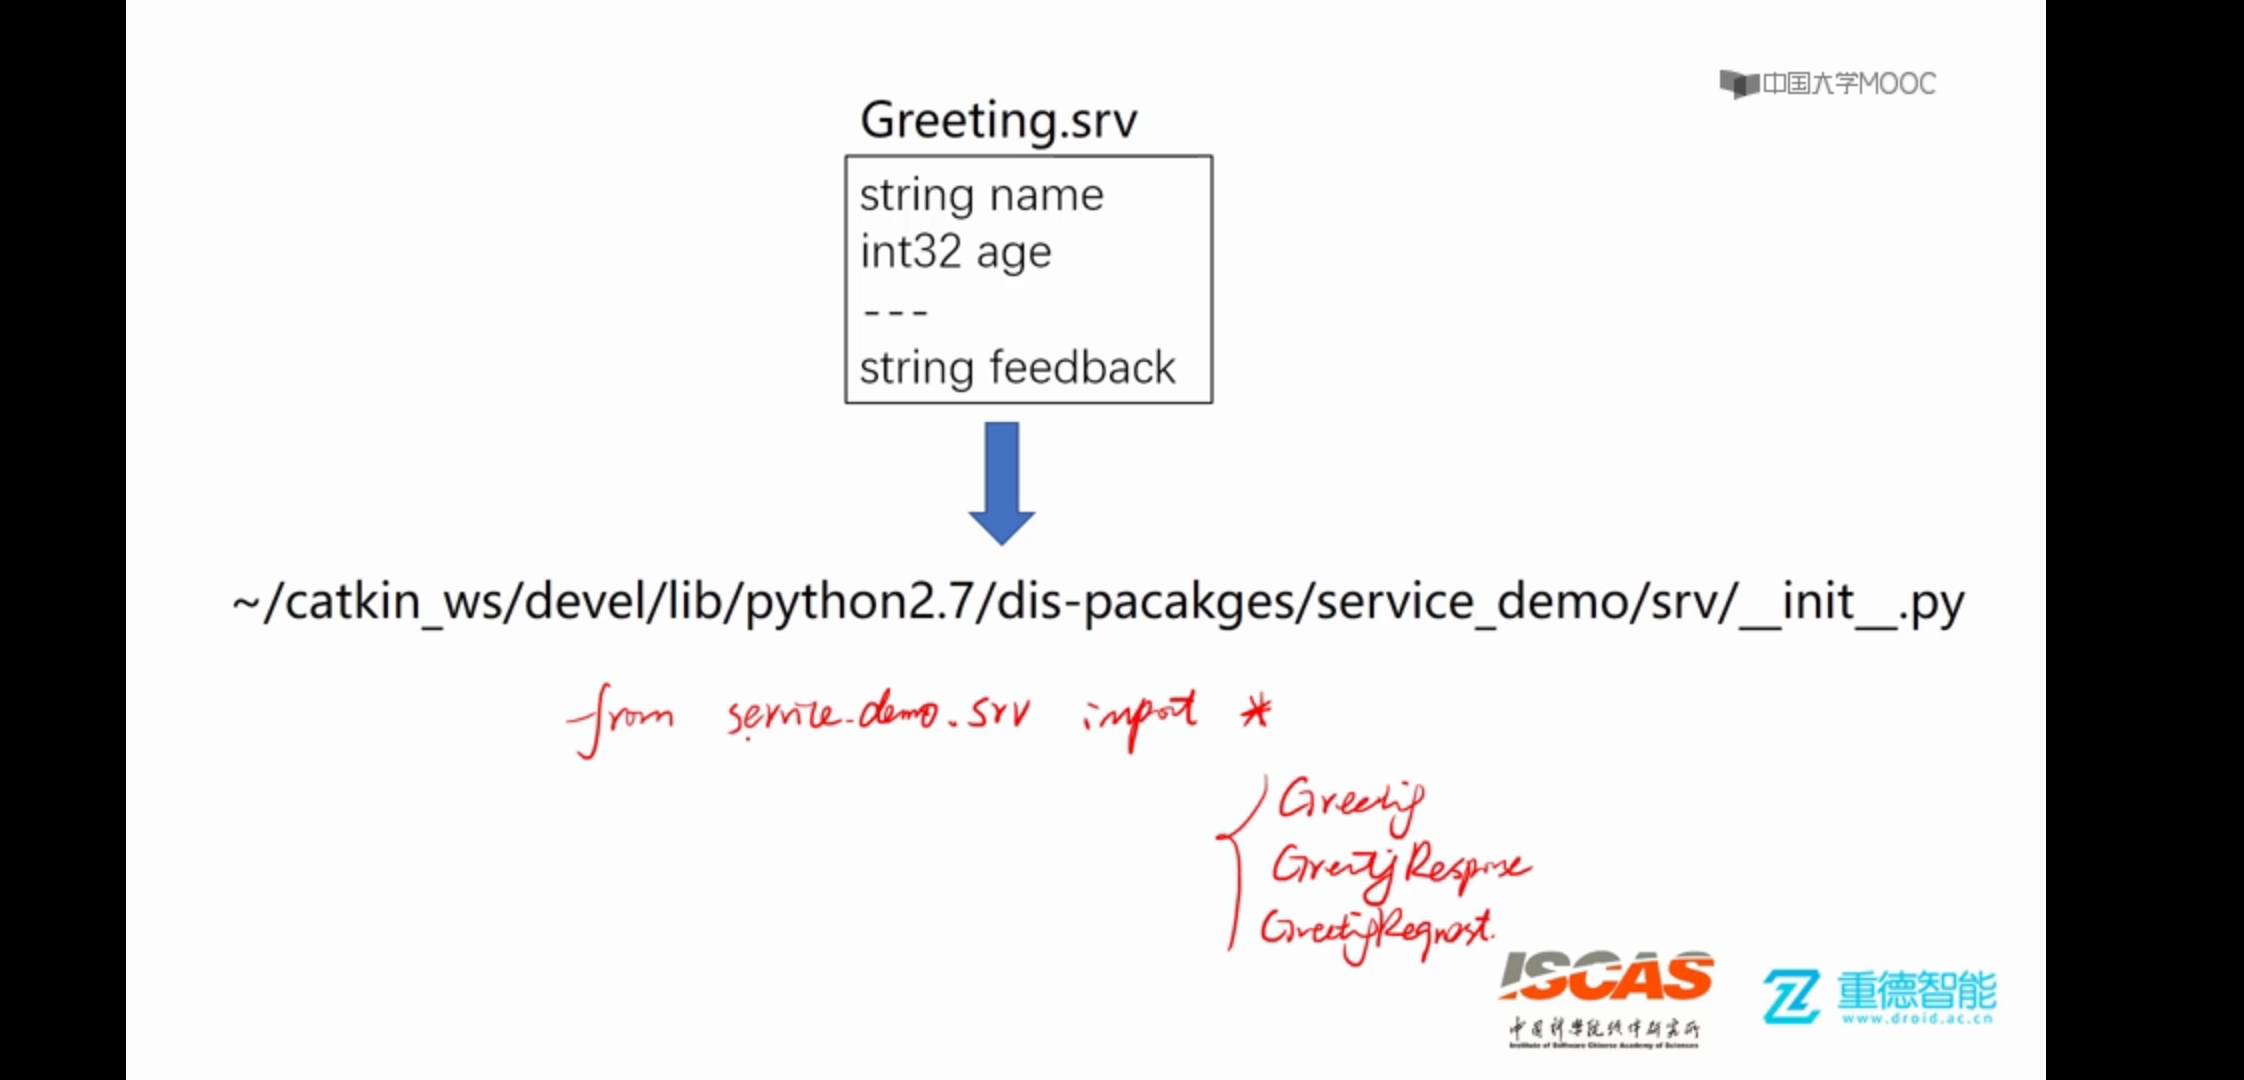 中国大学MOOC
Greeting.srv
string name
int32 age
---
string feedback
~/catkin_ws/devel/lib/python2.7/dis-pacakges/service_demo/srv/__init__.py
from service_demo.srv import *
Greeting
GreetingResponse
GreetingRequest.
ISCAS
中国科学院软件研究所
Institute of Software Chinese Academy of Sciences
重德智能
www.droid.ac.cn